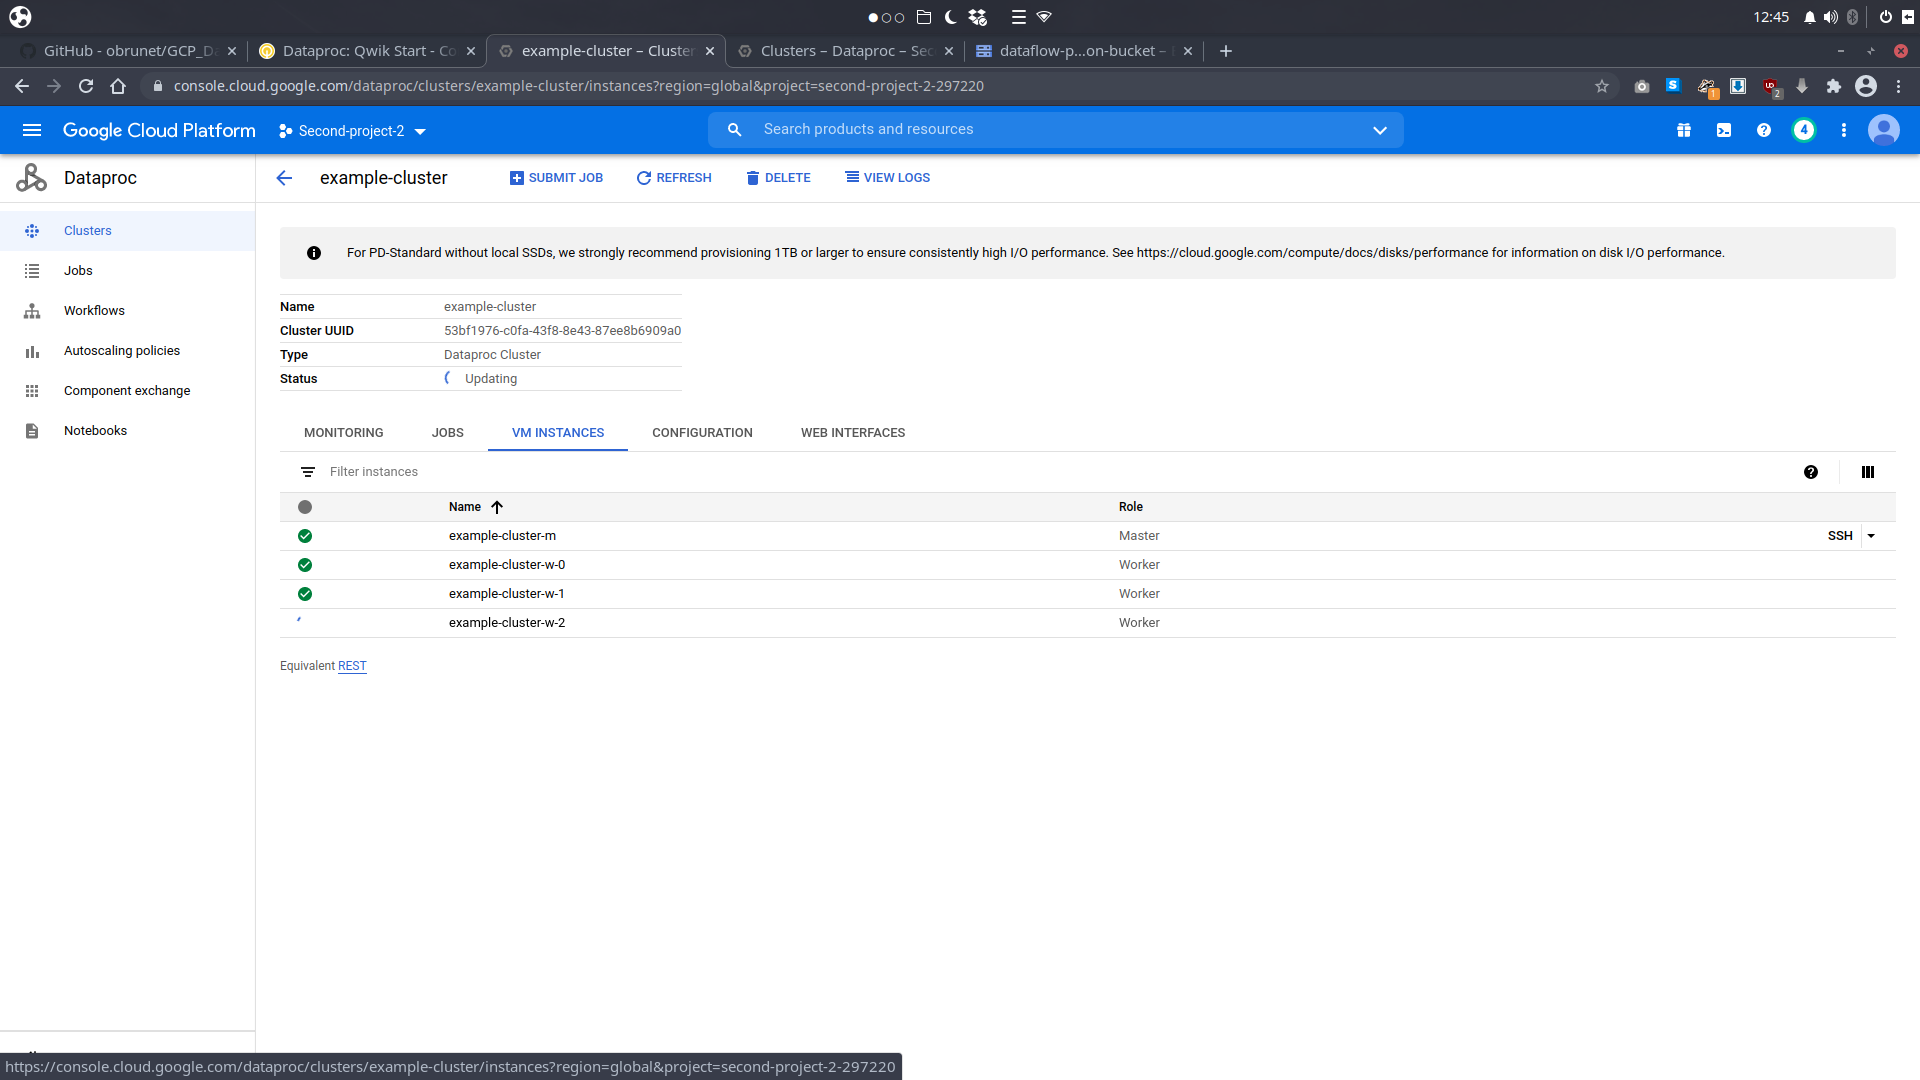 12:45
GitHub - obrunet/GCP_Da
Dataproc: Qwik Start - Co
example-cluster – Cluster
Clusters – Dataproc – Sec
dataflow-p...on-bucket –
console.cloud.google.com/dataproc/clusters/example-cluster/instances?region=global&project=second-project-2-297220
S
1
UD
2
Google Cloud Platform
Second-project-2
Search products and resources
4
Dataproc
example-cluster
SUBMIT JOB
REFRESH
DELETE
VIEW LOGS
Clusters
Jobs
Workflows
Autoscaling policies
Component exchange
Notebooks
For PD-Standard without local SSDs, we strongly recommend provisioning 1TB or larger to ensure consistently high I/O performance. See https://cloud.google.com/compute/docs/disks/performance for information on disk I/O performance.
Name example-cluster
Cluster UUID 53bf1976-c0fa-43f8-8e43-87ee8b6909a0
Type Dataproc Cluster
Status Updating
MONITORING
JOBS
VM INSTANCES
CONFIGURATION
WEB INTERFACES
Filter instances
Name Role
example-cluster-m Master SSH
example-cluster-w-0 Worker
example-cluster-w-1 Worker
example-cluster-w-2 Worker
Equivalent REST
https://console.cloud.google.com/dataproc/clusters/example-cluster/instances?region=global&project=second-project-2-297220